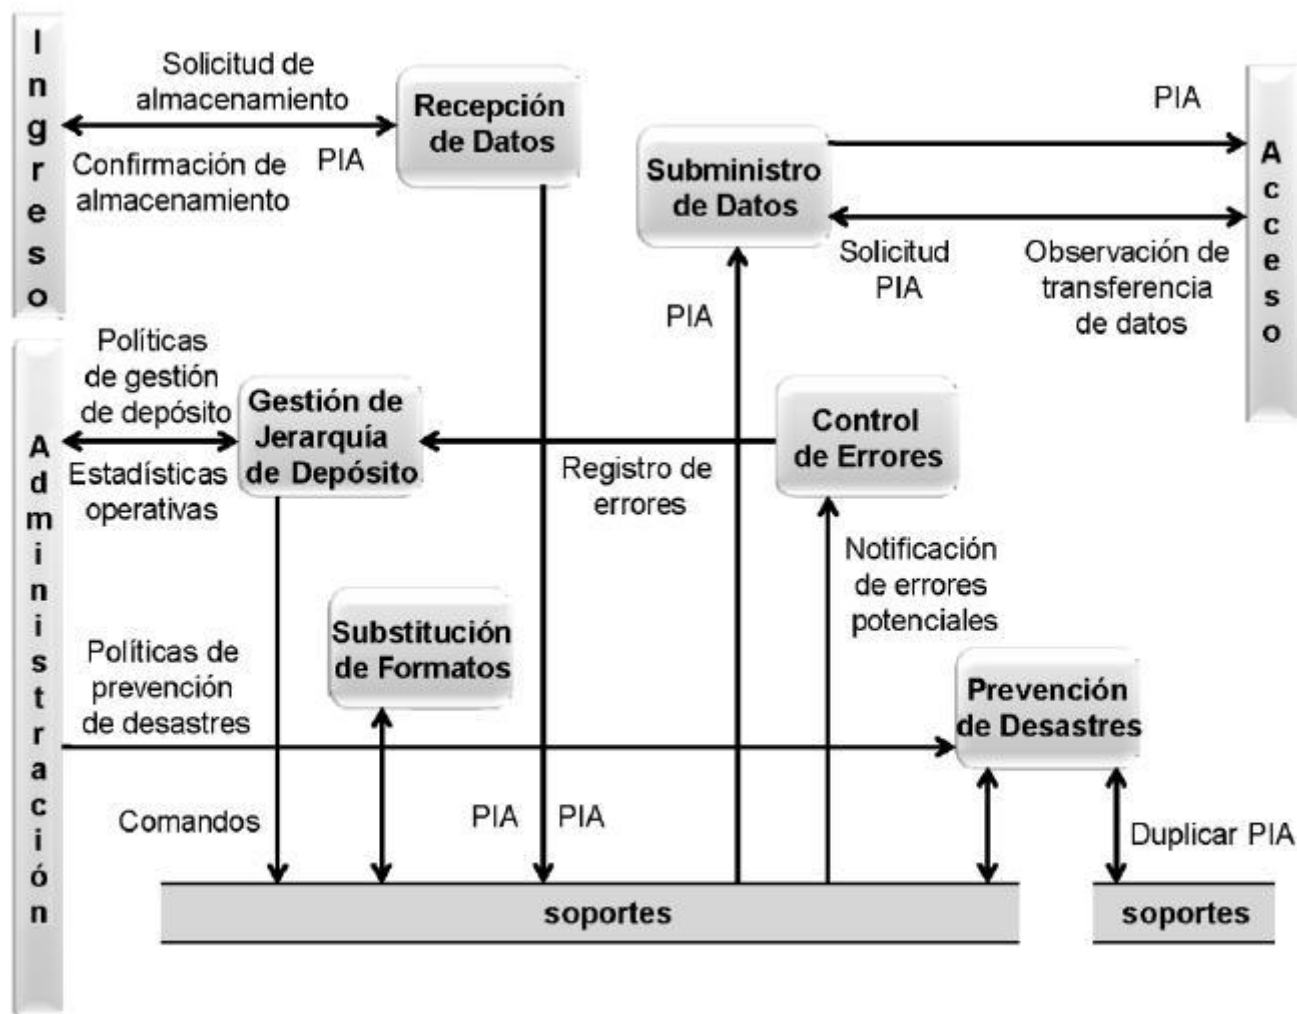 Ingreso
Solicitud de
almacenamiento
Confirmación de
almacenamiento
PIA
Recepción
de Datos
Subministro
de Datos
PIA
Solicitud
PIA
Observación de
transferencia
de datos
Acceso
PIA
Administración
Políticas
de gestión
de depósito
Estadísticas
operativas
Gestión de
Jerarquía
de Depósito
Registro de
errores
Control
de Errores
Notificación
de errores
potenciales
Substitución
de Formatos
Políticas de
prevención
de desastres
Prevención
de Desastres
Comandos
PIA
PIA
Duplicar PIA
soportes
soportes